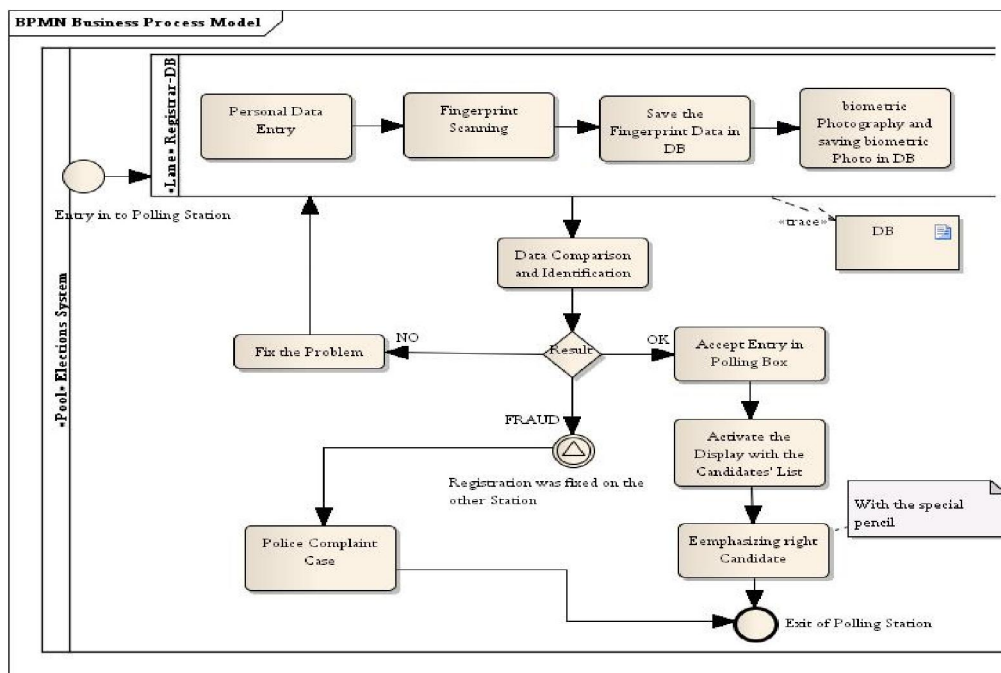 BPMN Business Process Model
«Pool» Elections System
«Lane» Registrar-DB
Personal Data
Entry
Fingerprint
Scanning
Save the
Fingerprint Data in
DB
biometric
Photography and
saving biometric
Photo in DB
Entry in to Polling Station
«trace»
DB
Data Comparison
and Identification
Fix the Problem
NO
Result
OK
Accept Entry in
Polling Box
FRAUD
Activate the
Display with the
Candidates' List
Registration was fixed on the
other Station
With the special
pencil
Police Complaint
Case
Eemphasizing right
Candidate
Exit of Polling Station